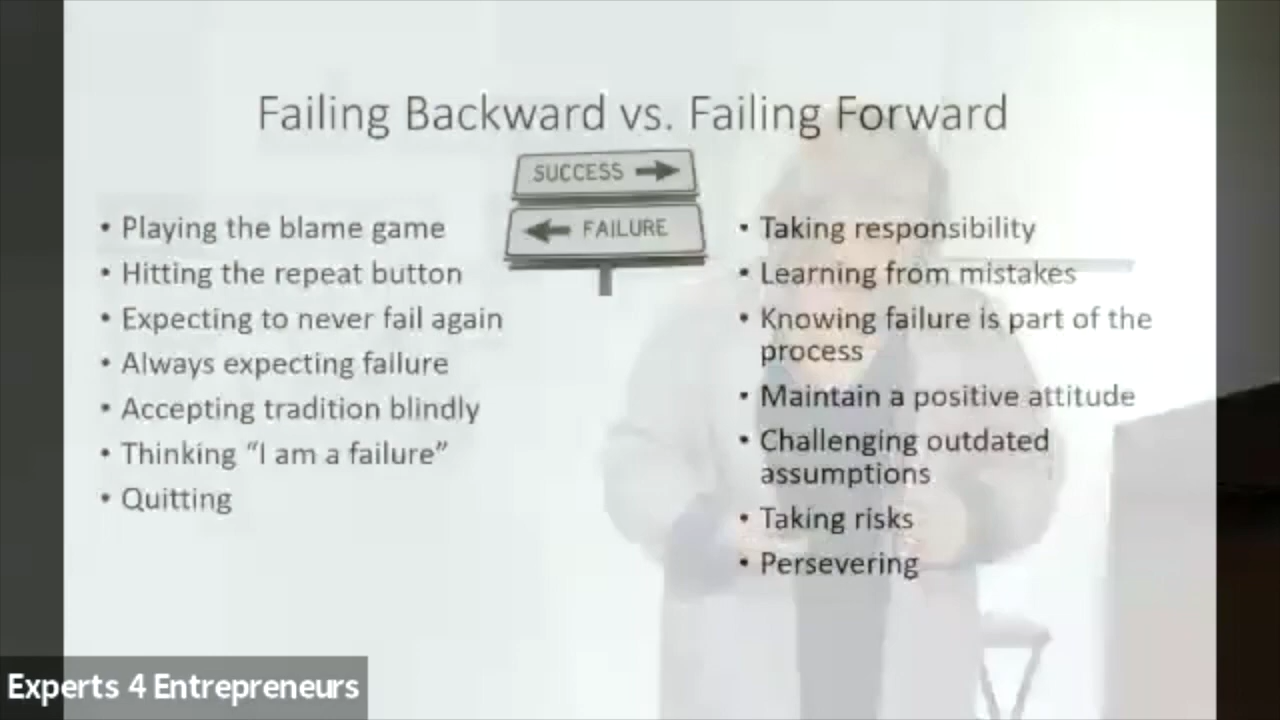 Failing Backward vs. Failing Forward
SUCCESS
FAILURE
• Playing the blame game
• Hitting the repeat button
• Expecting to never fail again
• Always expecting failure
• Accepting tradition blindly
• Thinking “I am a failure”
• Quitting
• Taking responsibility
• Learning from mistakes
• Knowing failure is part of the
process
• Maintain a positive attitude
• Challenging outdated
assumptions
• Taking risks
• Persevering
Experts 4 Entrepreneurs